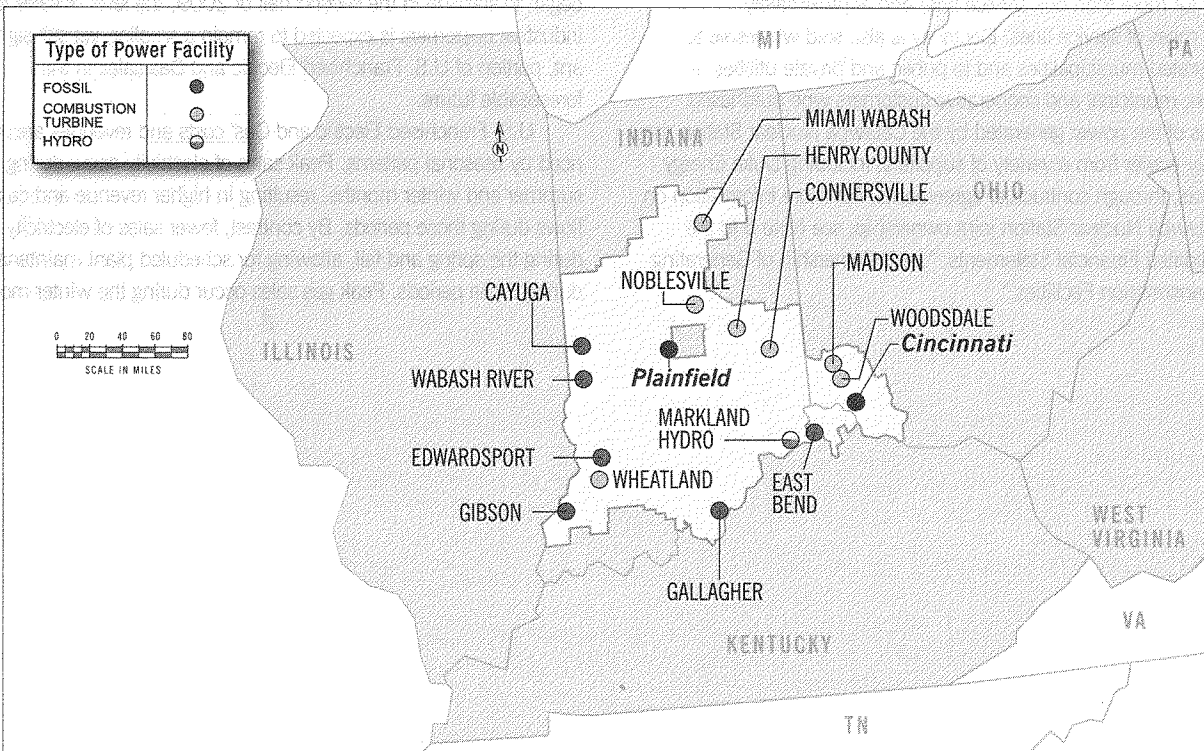 Type of Power Facility
FOSSIL
COMBUSTION
TURBINE
HYDRO
N
MI
PA
INDIANA
MIAMI WABASH
HENRY COUNTY
CONNERSVILLE
OHIO
MADISON
NOBLESVILLE
CAYUGA
WOODSDALE
Cincinnati
0 20 40 60 80
SCALE IN MILES
ILLINOIS
WABASH RIVER
Plainfield
MARKLAND
HYDRO
EDWARDSPORT
WHEATLAND
EAST
BEND
GIBSON
WEST
VIRGINIA
GALLAGHER
KENTUCKY
VA
TN